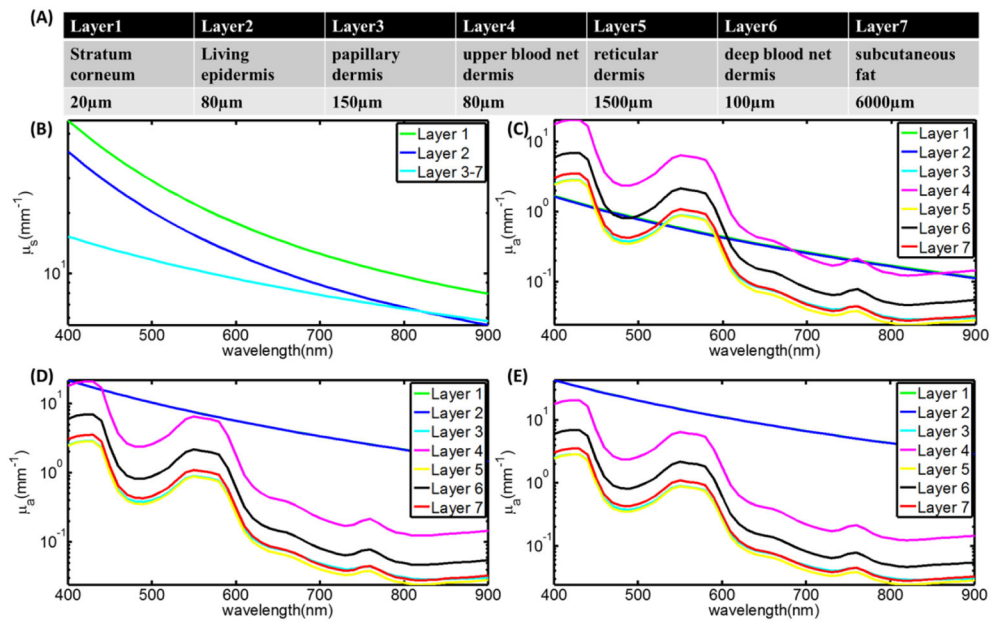 (A)
Layer1 Layer2 Layer3 Layer4 Layer5 Layer6 Layer7
Stratum Living papillary upper blood net reticular deep blood net subcutaneous
corneum epidermis dermis dermis dermis dermis fat
20µm 80µm 150µm 80µm 1500µm 100µm 6000µm
(B)
Layer 1
Layer 2
Layer 3-7
10¹
µs(mm⁻¹)
400 500 600 700 800 900
wavelength(nm)
(C)
10¹
10⁰
10⁻¹
µa(mm⁻¹)
Layer 1
Layer 2
Layer 3
Layer 4
Layer 5
Layer 6
Layer 7
400 500 600 700 800 900
wavelength(nm)
(D)
10¹
10⁰
10⁻¹
µa(mm⁻¹)
Layer 1
Layer 2
Layer 3
Layer 4
Layer 5
Layer 6
Layer 7
400 500 600 700 800 900
wavelength(nm)
(E)
10¹
10⁰
10⁻¹
µa(mm⁻¹)
Layer 1
Layer 2
Layer 3
Layer 4
Layer 5
Layer 6
Layer 7
400 500 600 700 800 900
wavelength(nm)